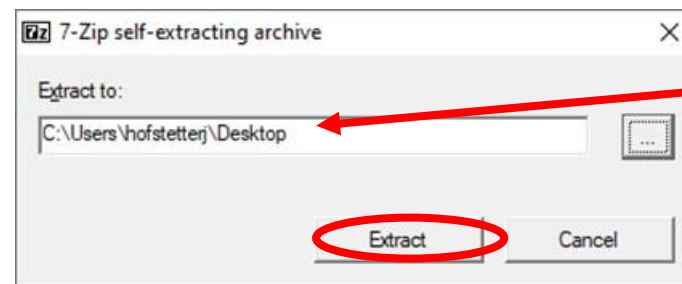 7z 7-Zip self-extracting archive
Extract to:
C:\Users\hofstetterj\Desktop
...
Extract Cancel